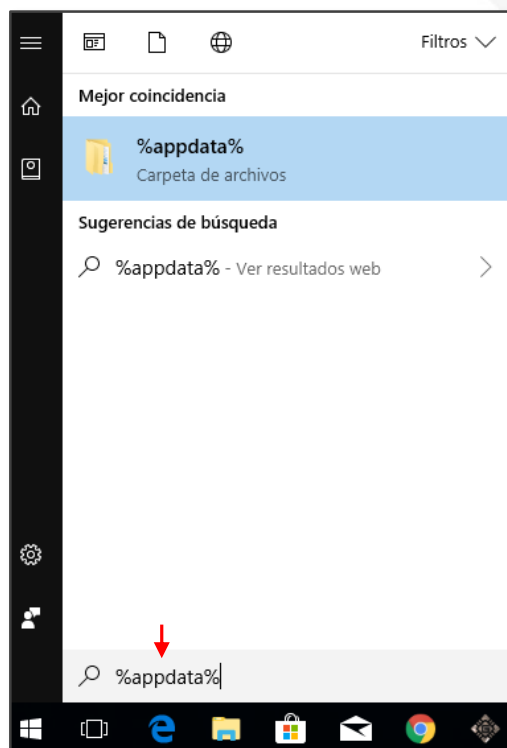 Filtros
Mejor coincidencia
%appdata%
Carpeta de archivos
Sugerencias de búsqueda
%appdata% - Ver resultados web
%appdata%